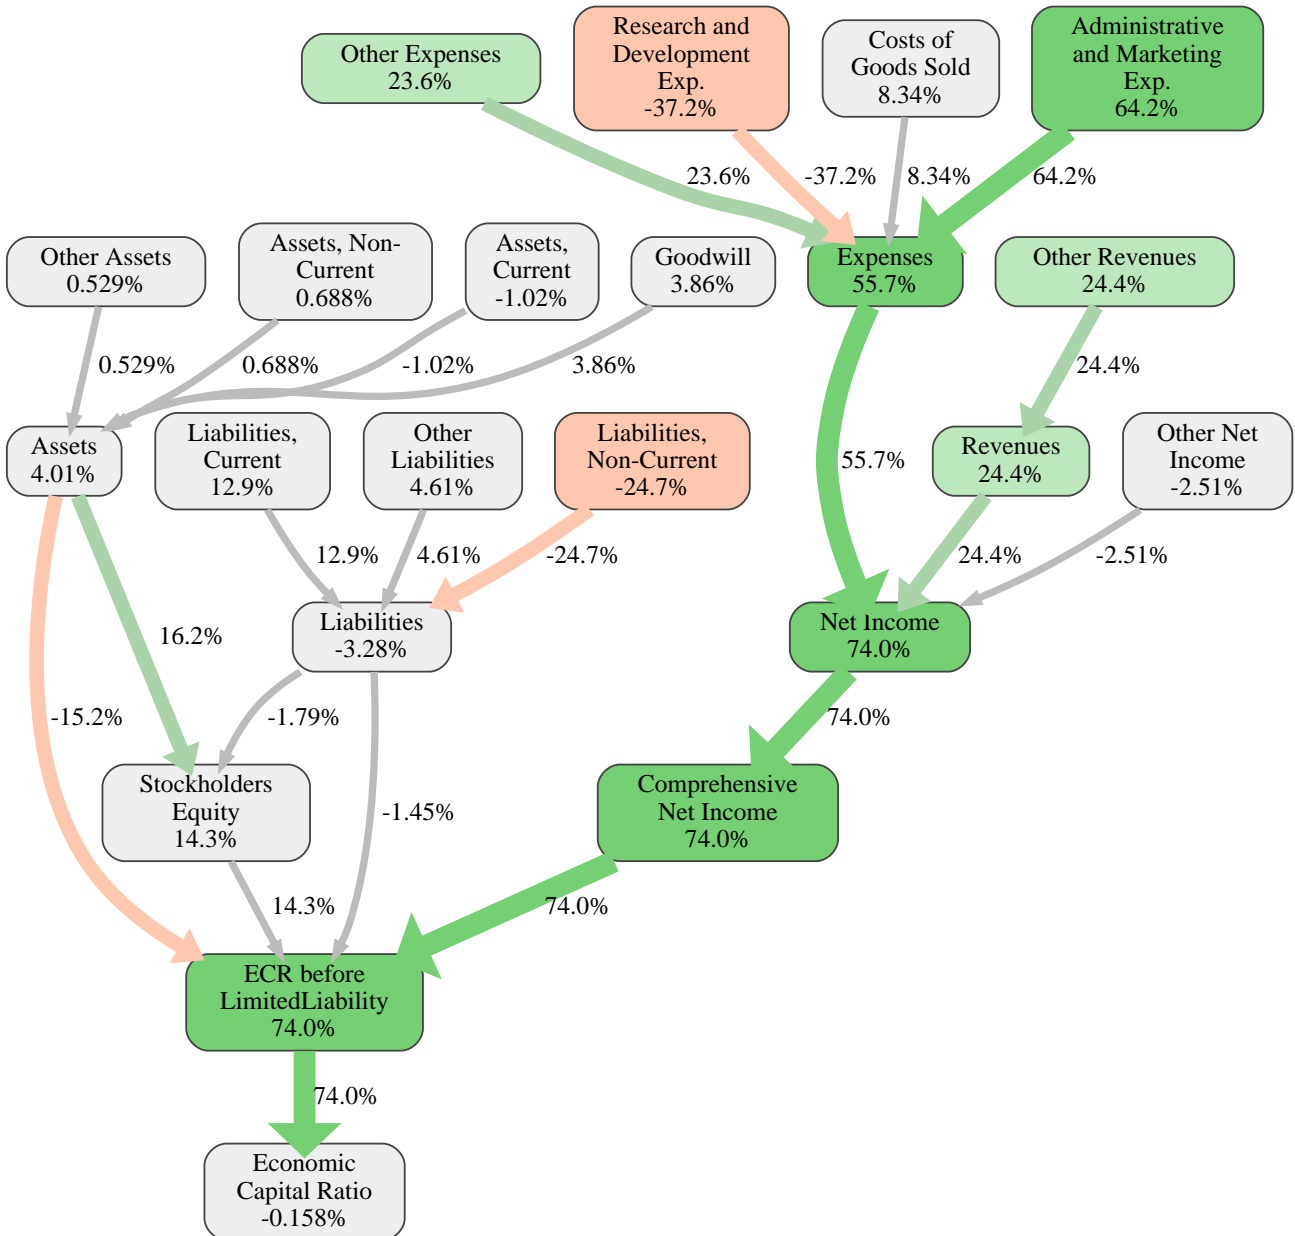 Other Expenses
23.6%
Research and
Development
Exp.
-37.2%
Costs of
Goods Sold
8.34%
Administrative
and Marketing
Exp.
64.2%
23.6%
-37.2%
8.34%
64.2%
Other Assets
0.529%
Assets, Non-
Current
0.688%
Assets,
Current
-1.02%
Goodwill
3.86%
Expenses
55.7%
Other Revenues
24.4%
0.529%
0.688%
-1.02%
3.86%
24.4%
Assets
4.01%
Liabilities,
Current
12.9%
Other
Liabilities
4.61%
Liabilities,
Non-Current
-24.7%
55.7%
Revenues
24.4%
Other Net
Income
-2.51%
12.9%
4.61%
-24.7%
24.4%
-2.51%
Liabilities
-3.28%
Net Income
74.0%
16.2%
-15.2%
-1.79%
74.0%
Stockholders
Equity
14.3%
-1.45%
Comprehensive
Net Income
74.0%
14.3%
74.0%
ECR before
LimitedLiability
74.0%
74.0%
Economic
Capital Ratio
-0.158%